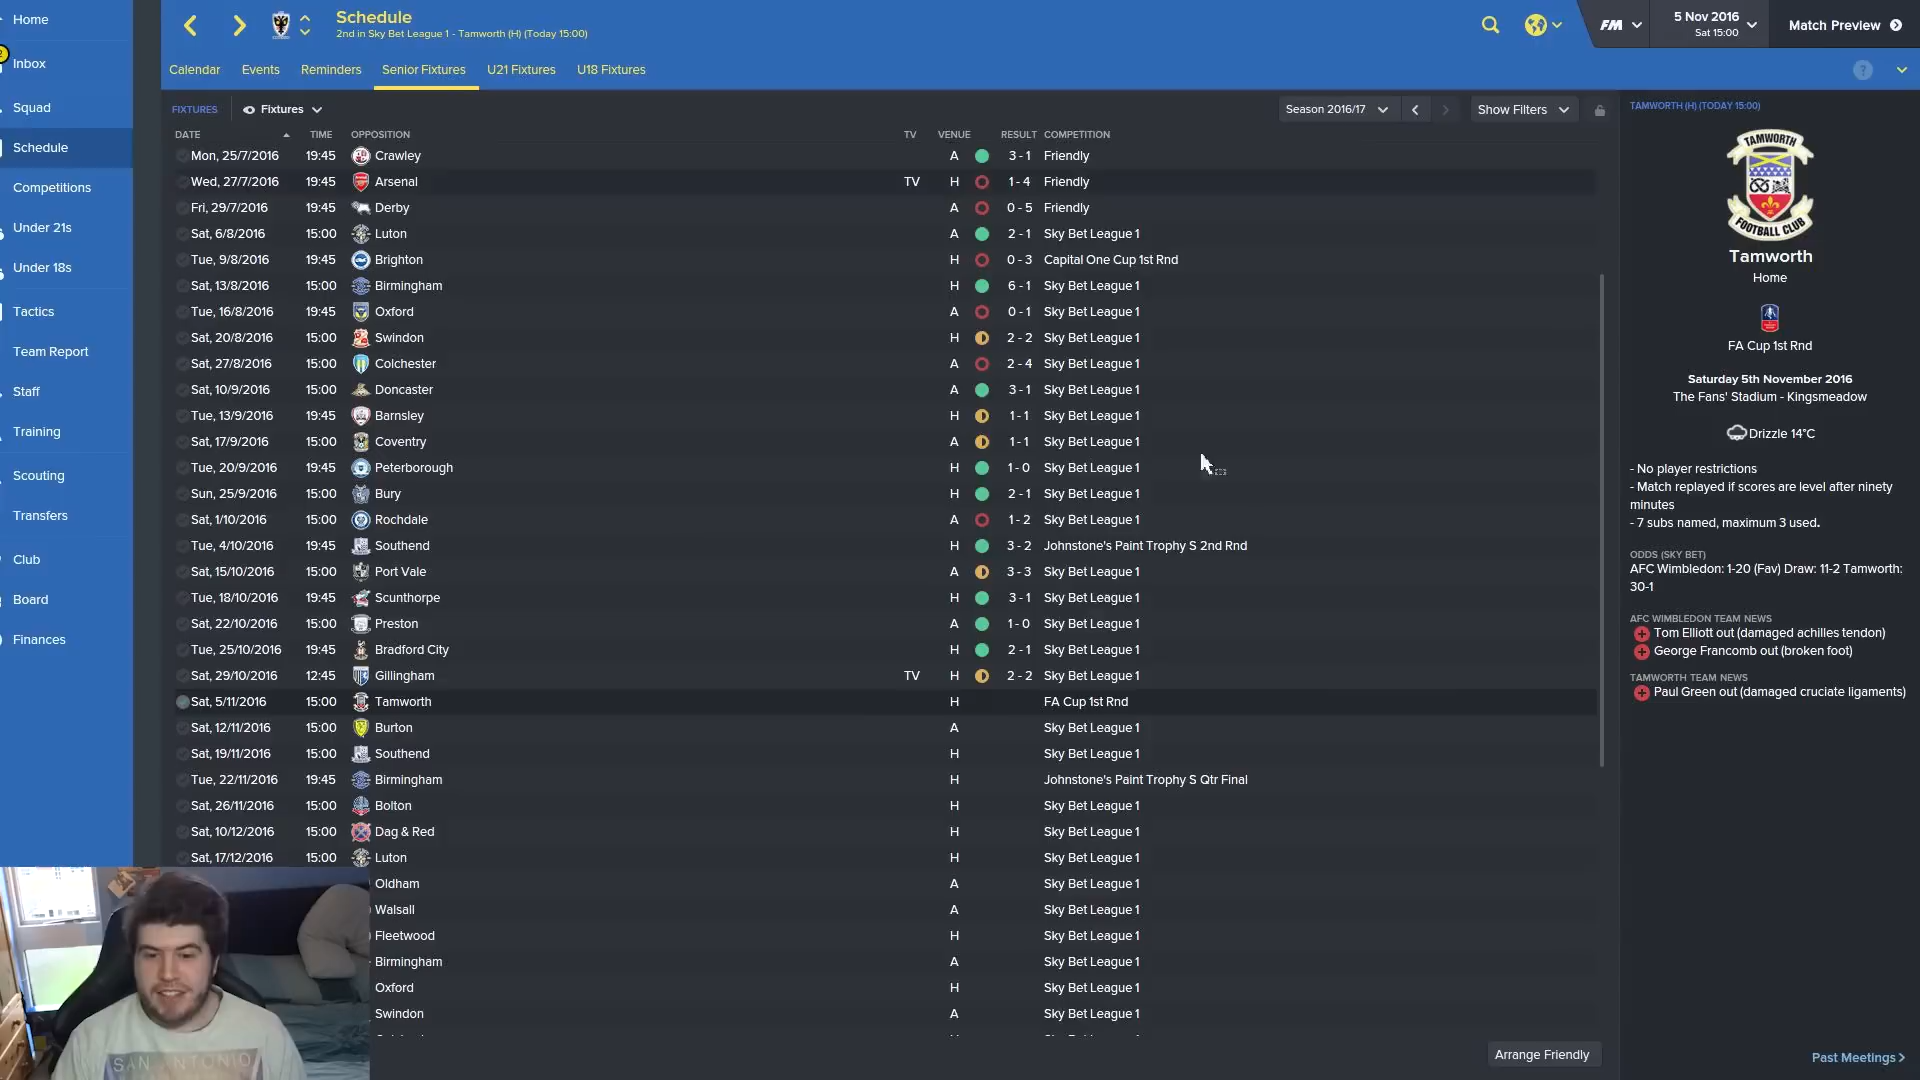 Home
2
Inbox
Squad
Schedule
Competitions
Under 21s
Under 18s
Tactics
Team Report
Staff
Training
Scouting
Transfers
Club
Board
Finances
Schedule
2nd in Sky Bet League 1 - Tamworth (H) (Today 15:00)
FM
5 Nov 2016
Sat 15:00
Match Preview
Calendar Events Reminders Senior Fixtures U21 Fixtures U18 Fixtures
?
FIXTURES Fixtures Season 2016/17 Show Filters
DATE TIME OPPOSITION TV VENUE RESULT COMPETITION
Mon, 25/7/2016 19:45 Crawley A 3 - 1 Friendly
Wed, 27/7/2016 19:45 Arsenal TV H 1 - 4 Friendly
Fri, 29/7/2016 19:45 Derby A 0 - 5 Friendly
Sat, 6/8/2016 15:00 Luton A 2 - 1 Sky Bet League 1
Tue, 9/8/2016 19:45 Brighton H 0 - 3 Capital One Cup 1st Rnd
Sat, 13/8/2016 15:00 Birmingham H 6 - 1 Sky Bet League 1
Tue, 16/8/2016 19:45 Oxford A 0 - 1 Sky Bet League 1
Sat, 20/8/2016 15:00 Swindon H 2 - 2 Sky Bet League 1
Sat, 27/8/2016 15:00 Colchester A 2 - 4 Sky Bet League 1
Sat, 10/9/2016 15:00 Doncaster A 3 - 1 Sky Bet League 1
Tue, 13/9/2016 19:45 Barnsley H 1 - 1 Sky Bet League 1
Sat, 17/9/2016 15:00 Coventry A 1 - 1 Sky Bet League 1
Tue, 20/9/2016 19:45 Peterborough H 1 - 0 Sky Bet League 1
Sun, 25/9/2016 15:00 Bury H 2 - 1 Sky Bet League 1
Sat, 1/10/2016 15:00 Rochdale A 1 - 2 Sky Bet League 1
Tue, 4/10/2016 19:45 Southend H 3 - 2 Johnstone's Paint Trophy S 2nd Rnd
Sat, 15/10/2016 15:00 Port Vale A 3 - 3 Sky Bet League 1
Tue, 18/10/2016 19:45 Scunthorpe H 3 - 1 Sky Bet League 1
Sat, 22/10/2016 15:00 Preston A 1 - 0 Sky Bet League 1
Tue, 25/10/2016 19:45 Bradford City H 2 - 1 Sky Bet League 1
Sat, 29/10/2016 12:45 Gillingham TV H 2 - 2 Sky Bet League 1
Sat, 5/11/2016 15:00 Tamworth H FA Cup 1st Rnd
Sat, 12/11/2016 15:00 Burton A Sky Bet League 1
Sat, 19/11/2016 15:00 Southend H Sky Bet League 1
Tue, 22/11/2016 19:45 Birmingham H Johnstone's Paint Trophy S Qtr Final
Sat, 26/11/2016 15:00 Bolton H Sky Bet League 1
Sat, 10/12/2016 15:00 Dag & Red H Sky Bet League 1
Sat, 17/12/2016 15:00 Luton H Sky Bet League 1
Oldham A Sky Bet League 1
Walsall A Sky Bet League 1
Fleetwood H Sky Bet League 1
Birmingham A Sky Bet League 1
Oxford H Sky Bet League 1
Swindon A Sky Bet League 1
Arrange Friendly
TAMWORTH (H) (TODAY 15:00)
TAMWORTH
FOOTBALL CLUB
Tamworth
Home
FA Cup 1st Rnd
Saturday 5th November 2016
The Fans' Stadium - Kingsmeadow
Drizzle 14°C
- No player restrictions
- Match replayed if scores are level after ninety
minutes
- 7 subs named, maximum 3 used.
ODDS (SKY BET)
AFC Wimbledon: 1-20 (Fav) Draw: 11-2 Tamworth:
30-1
AFC WIMBLEDON TEAM NEWS
Tom Elliott out (damaged achilles tendon)
George Francomb out (broken foot)
TAMWORTH TEAM NEWS
Paul Green out (damaged cruciate ligaments)
Past Meetings
SAN ANTONIO